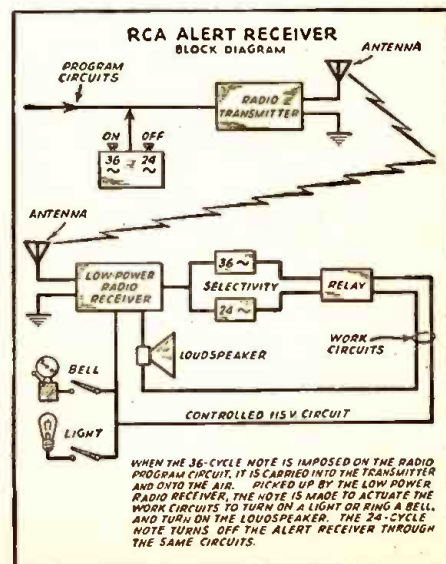 RCA ALERT RECEIVER
BLOCK DIAGRAM
ANTENNA
PROGRAM
CIRCUITS
RADIO
TRANSMITTER
ON OFF
36 24
~ ~
ANTENNA
LOW-POWER
RADIO
RECEIVER
36 ~
SELECTIVITY
24 ~
RELAY
LOUDSPEAKER
WORK
CIRCUITS
BELL
LIGHT
CONTROLLED 115 V. CIRCUIT
WHEN THE 36-CYCLE NOTE IS IMPOSED ON THE RADIO
PROGRAM CIRCUIT, IT IS CARRIED INTO THE TRANSMITTER
AND ONTO THE AIR. PICKED UP BY THE LOW POWER
RADIO RECEIVER, THE NOTE IS MADE TO ACTUATE THE
WORK CIRCUITS TO TURN ON A LIGHT OR RING A BELL,
AND TURN ON THE LOUDSPEAKER. THE 24-CYCLE
NOTE TURNS OFF THE ALERT RECEIVER THROUGH
THE SAME CIRCUITS.